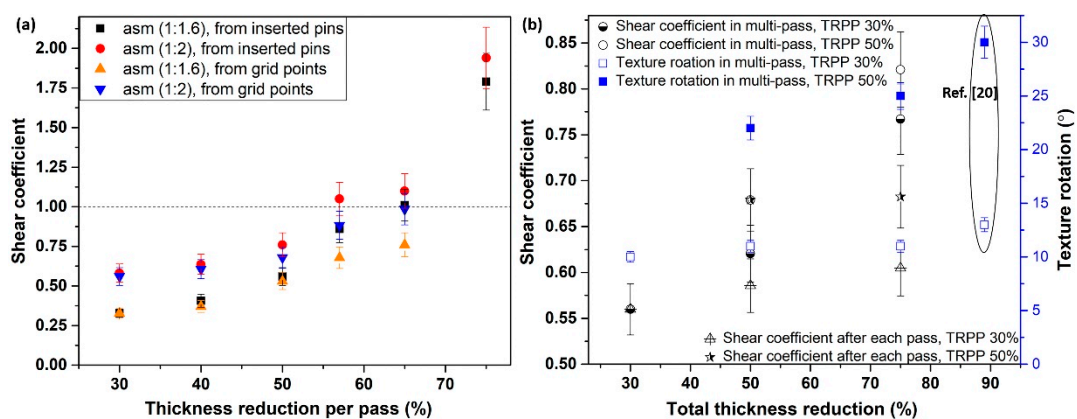 (a)
asm (1:1.6), from inserted pins
asm (1:2), from inserted pins
asm (1:1.6), from grid points
asm (1:2), from grid points
2.00
1.75
1.50
1.25
1.00
0.75
0.50
0.25
0.00
Shear coefficient
30
40
50
60
70
Thickness reduction per pass (%)
(b)
Shear coefficient in multi-pass, TRPP 30%
Shear coefficient in multi-pass, TRPP 50%
Texture roation in multi-pass, TRPP 30%
Texture rotation in multi-pass, TRPP 50%
Ref. [20]
Shear coefficient after each pass, TRPP 30%
Shear coefficient after each pass, TRPP 50%
0.85
0.80
0.75
0.70
0.65
0.60
0.55
0.50
Shear coefficient
30
40
50
60
70
80
90
Total thickness reduction (%)
30
25
20
15
10
5
0
Texture rotation (°)